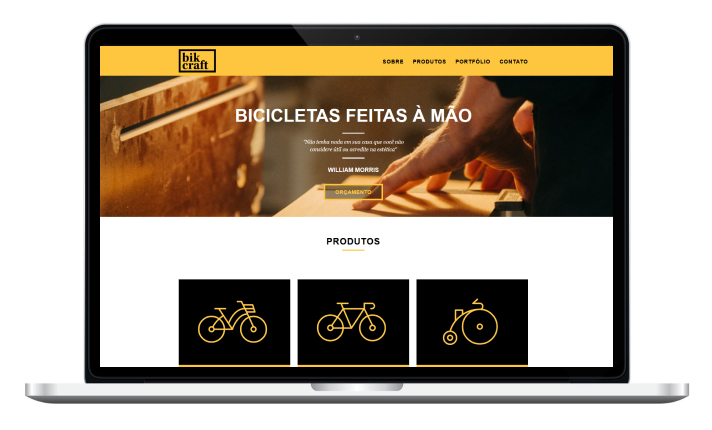 bik
craft
SOBRE PRODUTOS PORTFÓLIO CONTATO
BICICLETAS FEITAS À MÃO
"Não tenha nada em sua casa que você não
considere útil ou acredite na estética"
WILLIAM MORRIS
ORÇAMENTO
PRODUTOS